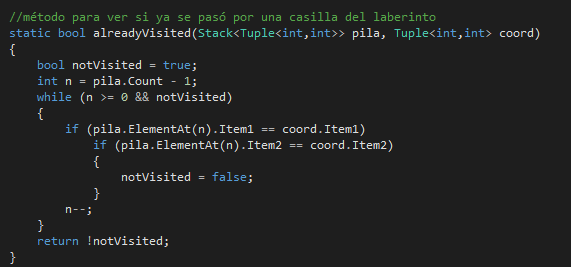 //método para ver si ya se pasó por una casilla del laberinto
static bool alreadyVisited(Stack<Tuple<int,int>> pila, Tuple<int,int> coord)
{
    bool notVisited = true;
    int n = pila.Count - 1;
    while (n >= 0 && notVisited)
    {
        if (pila.ElementAt(n).Item1 == coord.Item1)
            if (pila.ElementAt(n).Item2 == coord.Item2)
            {
                notVisited = false;
            }
        n--;
    }
    return !notVisited;
}